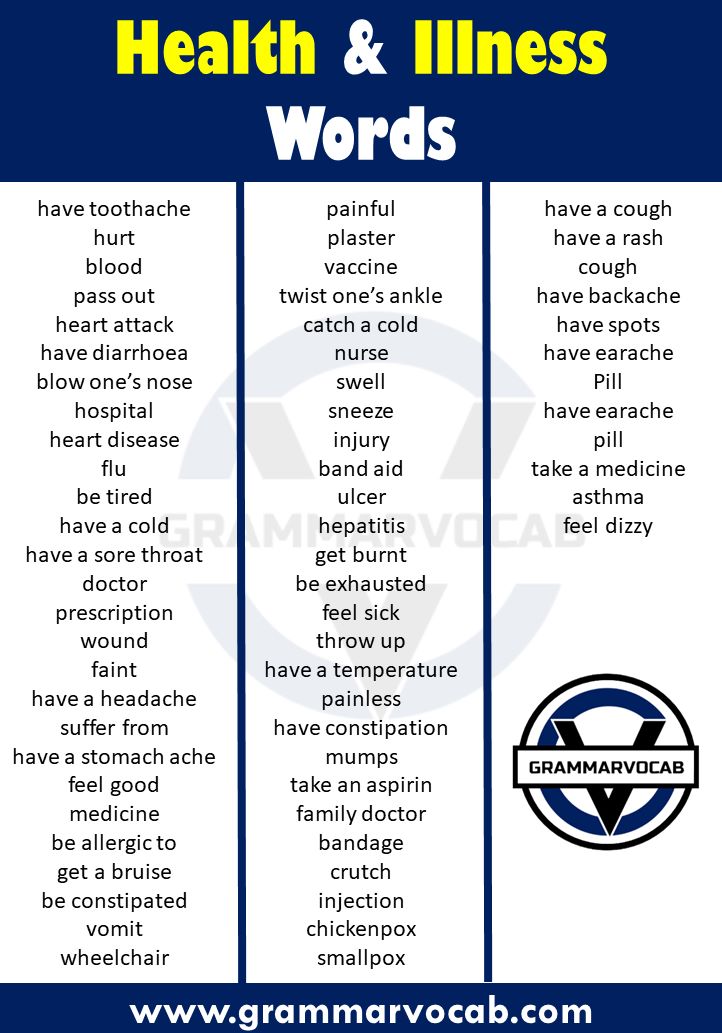 Health & Illness
Words
have toothache
hurt
blood
pass out
heart attack
have diarrhoea
blow one’s nose
hospital
heart disease
flu
be tired
have a cold
have a sore throat
doctor
prescription
wound
faint
have a headache
suffer from
have a stomach ache
feel good
medicine
be allergic to
get a bruise
be constipated
vomit
wheelchair
painful
plaster
vaccine
twist one’s ankle
catch a cold
nurse
swell
sneeze
injury
band aid
ulcer
hepatitis
get burnt
be exhausted
feel sick
throw up
have a temperature
painless
have constipation
mumps
take an aspirin
family doctor
bandage
crutch
injection
chickenpox
smallpox
have a cough
have a rash
cough
have backache
have spots
have earache
Pill
have earache
pill
take a medicine
asthma
feel dizzy
GRAMMARVOCAB
GRAMMARVOCAB
www.grammarvocab.com